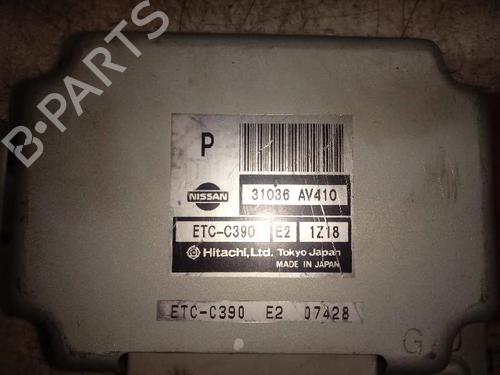 B-PARTS
P
NISSAN
31036 AV410
ETC-C390 E2 1Z18
Hitachi, Ltd. Tokyo Japan
MADE IN JAPAN
ETC-C390 E2 07428
G